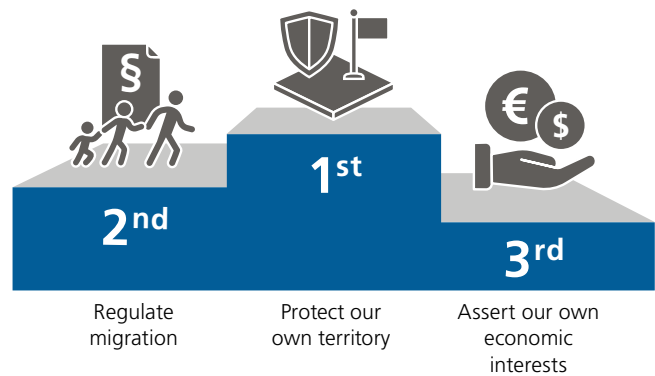 §
€
$
1st
2nd
3rd
Regulate
migration
Protect our
own territory
Assert our own
economic
interests